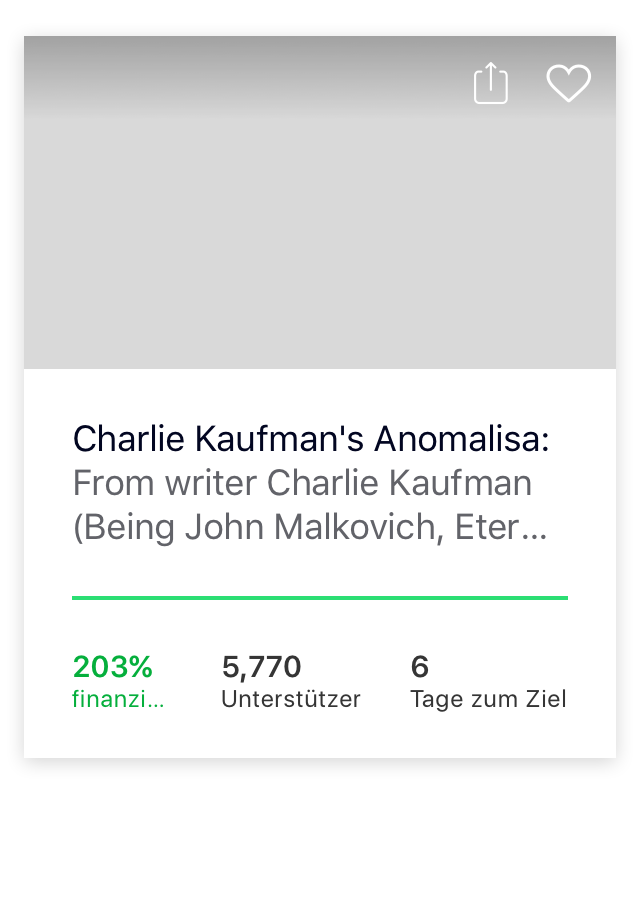 Charlie Kaufman's Anomalisa:
From writer Charlie Kaufman
(Being John Malkovich, Eter...
203% 5,770 6
finanzi... Unterstützer Tage zum Ziel